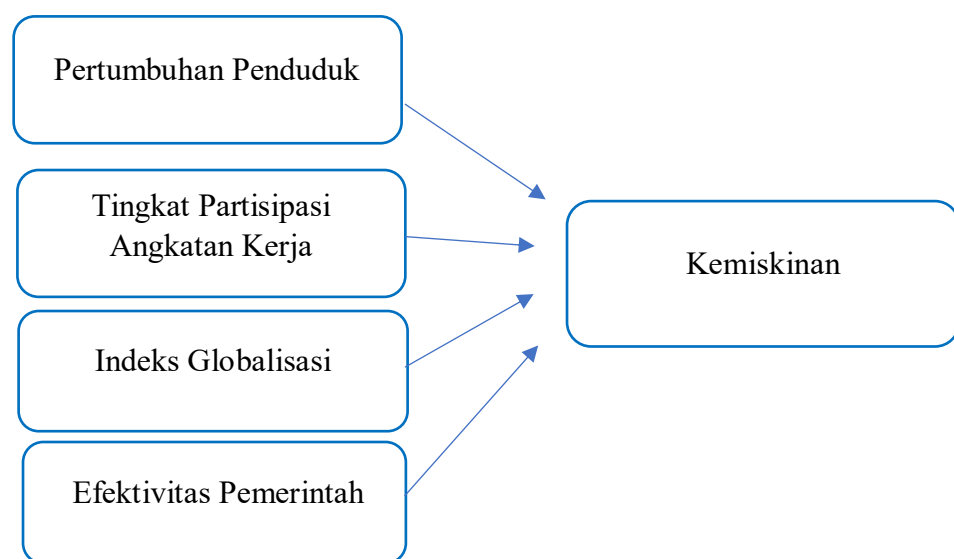 Pertumbuhan Penduduk
Tingkat Partisipasi
Angkatan Kerja
Indeks Globalisasi
Efektivitas Pemerintah
Kemiskinan